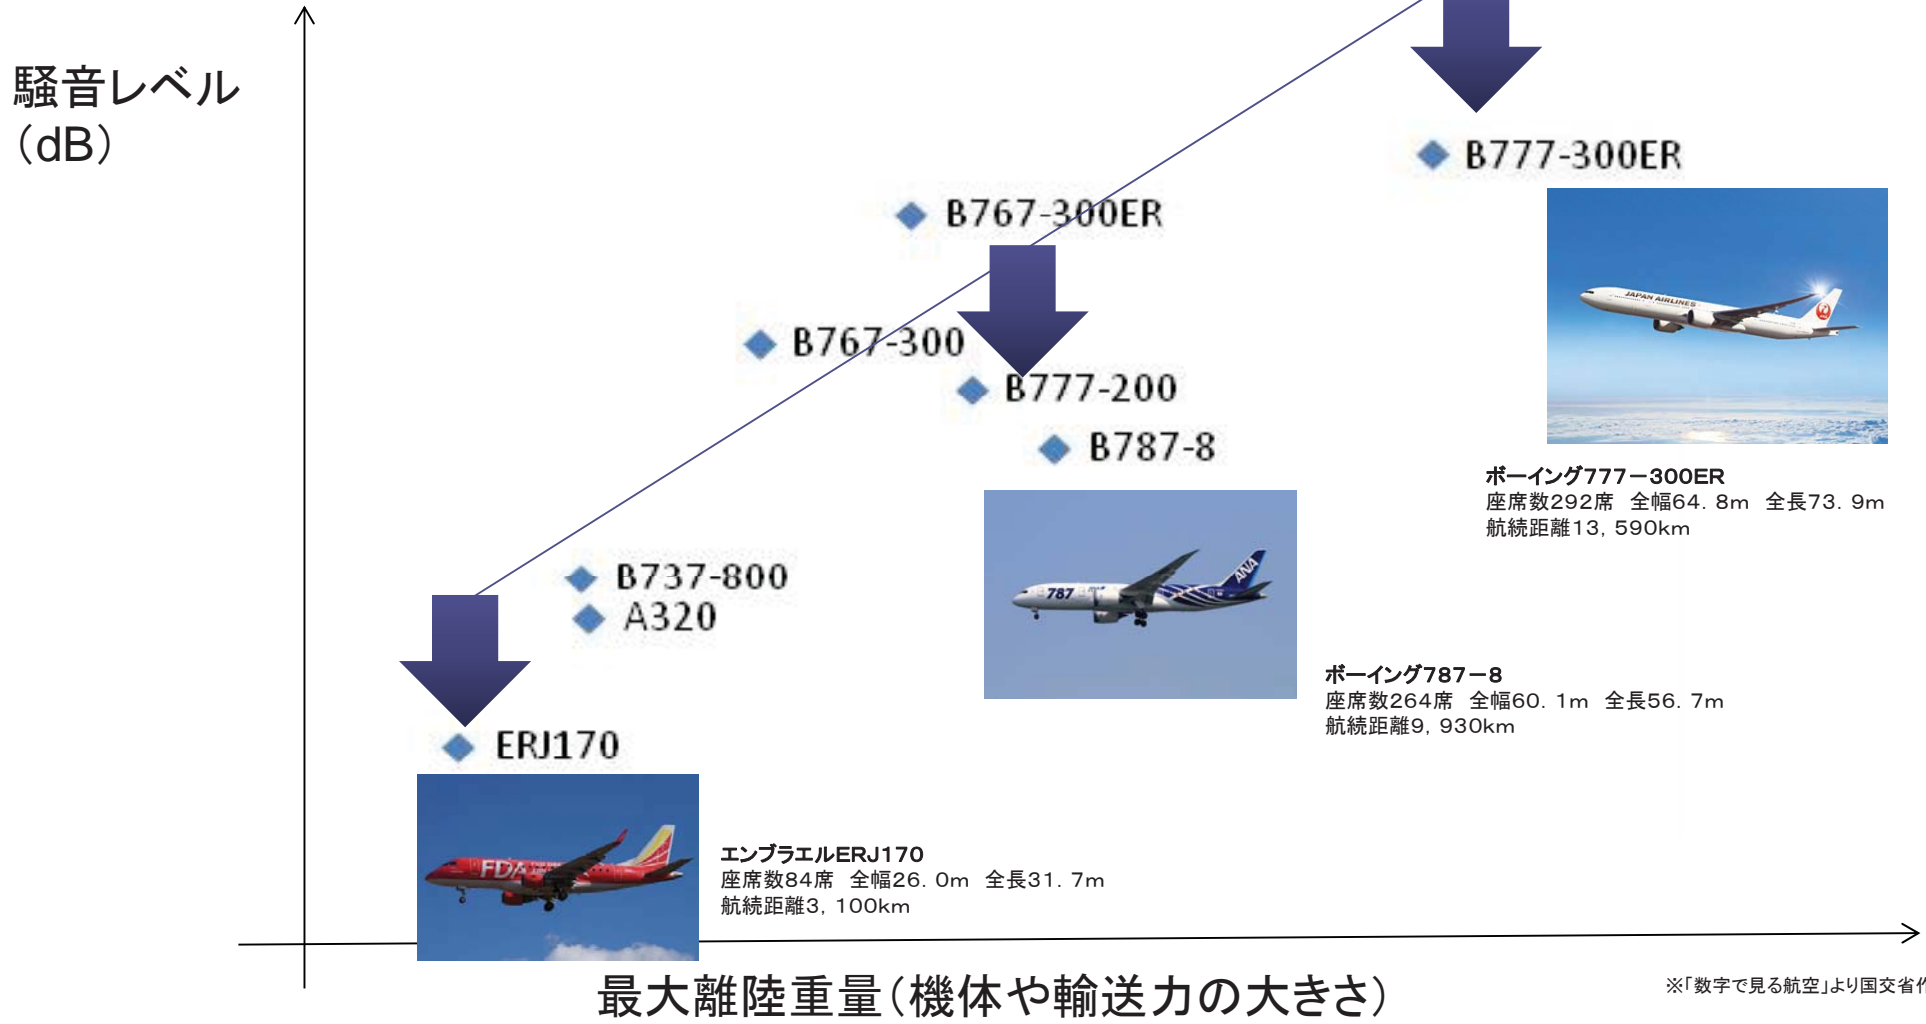 騒音レベル
（dB）
B777-300ER
B767-300ER
JAPAN AIRLINES
B767-300
B777-200
B787-8
ボーイング777－300ER
座席数292席　全幅64．8m　全長73．9m
航続距離13，590km
B737-800
A320
ANA
787
ボーイング787－8
座席数264席　全幅60．1m　全長56．7m
航続距離9，930km
ERJ170
FDA
エンブラエルERJ170
座席数84席　全幅26．0m　全長31．7m
航続距離3，100km
最大離陸重量（機体や輸送力の大きさ）
※「数字で見る航空」より国交省作